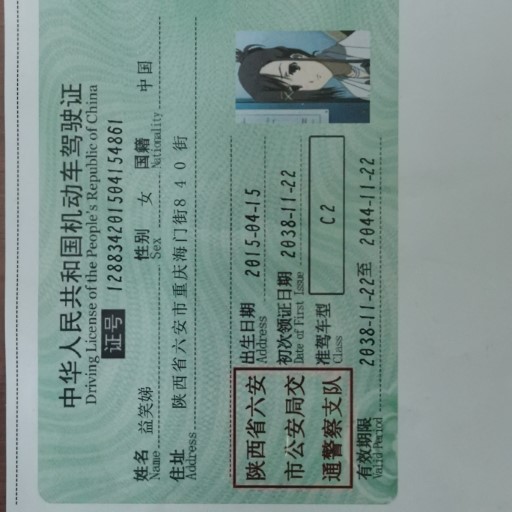 中华人民共和国机动车驾驶证
Driving License of the People's Republic of China
证号 128834201504154861
姓名 益笑娣 性别 女 国籍 中国
Name Sex Nationality
住址 陕西省六安市重庆海门街840街
Address
陕西省六安
市公安局交
通警察支队
出生日期 2015-04-15
Address
初次领证日期 2038-11-22
Date of First Issue
准驾车型 C2
Class
有效期限 2038-11-22至 2044-11-22
Valid Period